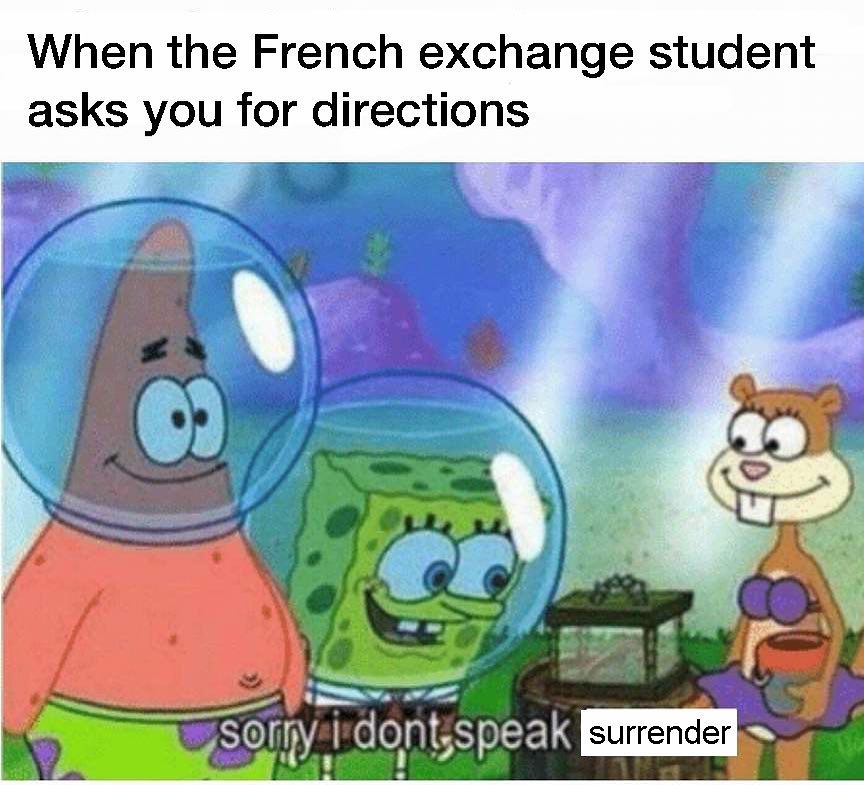 When the French exchange student
asks you for directions
sorry i dont speak surrender